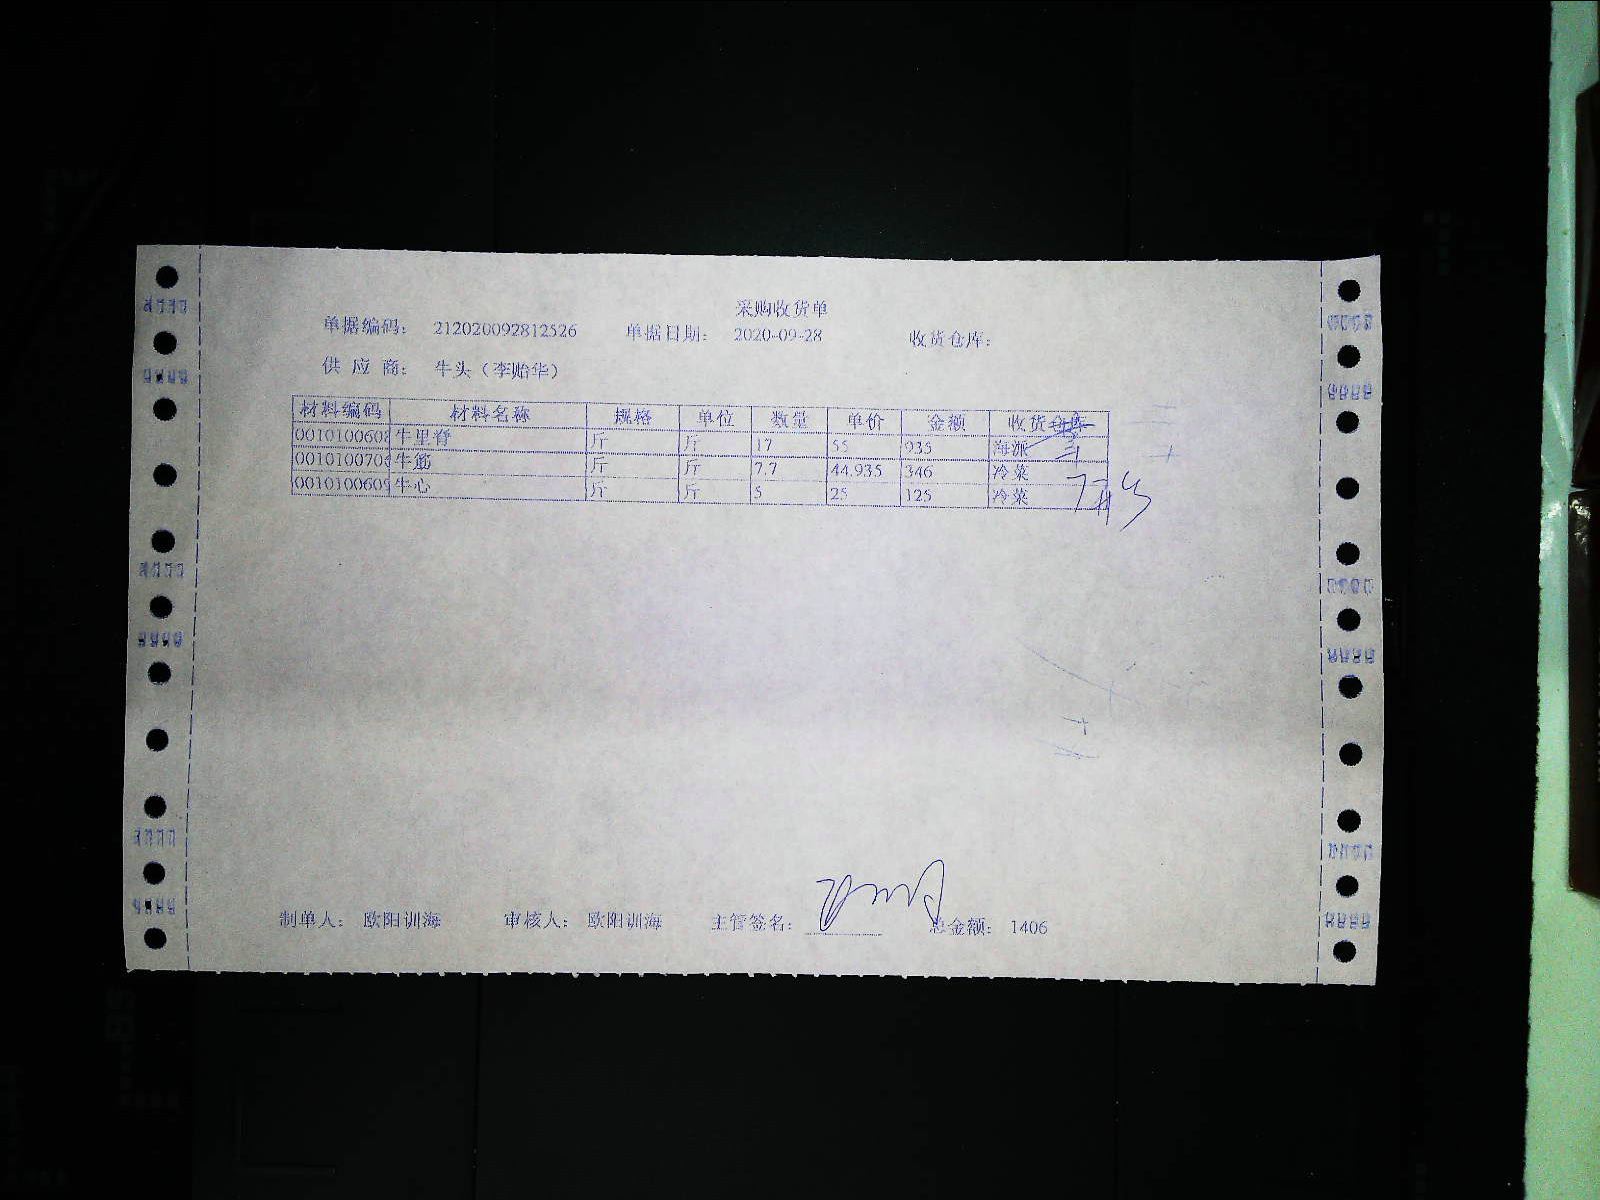 采购收货单
单据编码： 212020092812526 单据日期： 2020-09-28 收货仓库：
供 应 商： 牛头（李贻华）
材料编码 材料名称 规格 单位 数量 单价 金额 收货仓库
0010100608 牛里脊 斤 斤 17 55 935 海派
001010070 牛筋 斤 斤 7.7 44.935 346 冷菜
001010060 牛心 斤 斤 5 25 125 冷菜
制单人： 欧阳训海 审核人： 欧阳训海 主管签名： 总金额： 1406